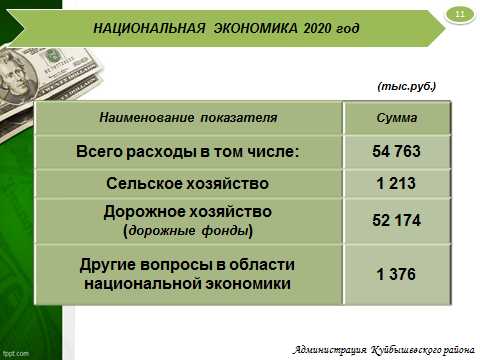 11
НАЦИОНАЛЬНАЯ ЭКОНОМИКА 2020 год
(тыс.руб.)
Наименование показателя Сумма
Всего расходы в том числе: 54 763
Сельское хозяйство 1 213
Дорожное хозяйство
(дорожные фонды) 52 174
Другие вопросы в области
национальной экономики 1 376
fppt.com
Администрация Куйбышевского района